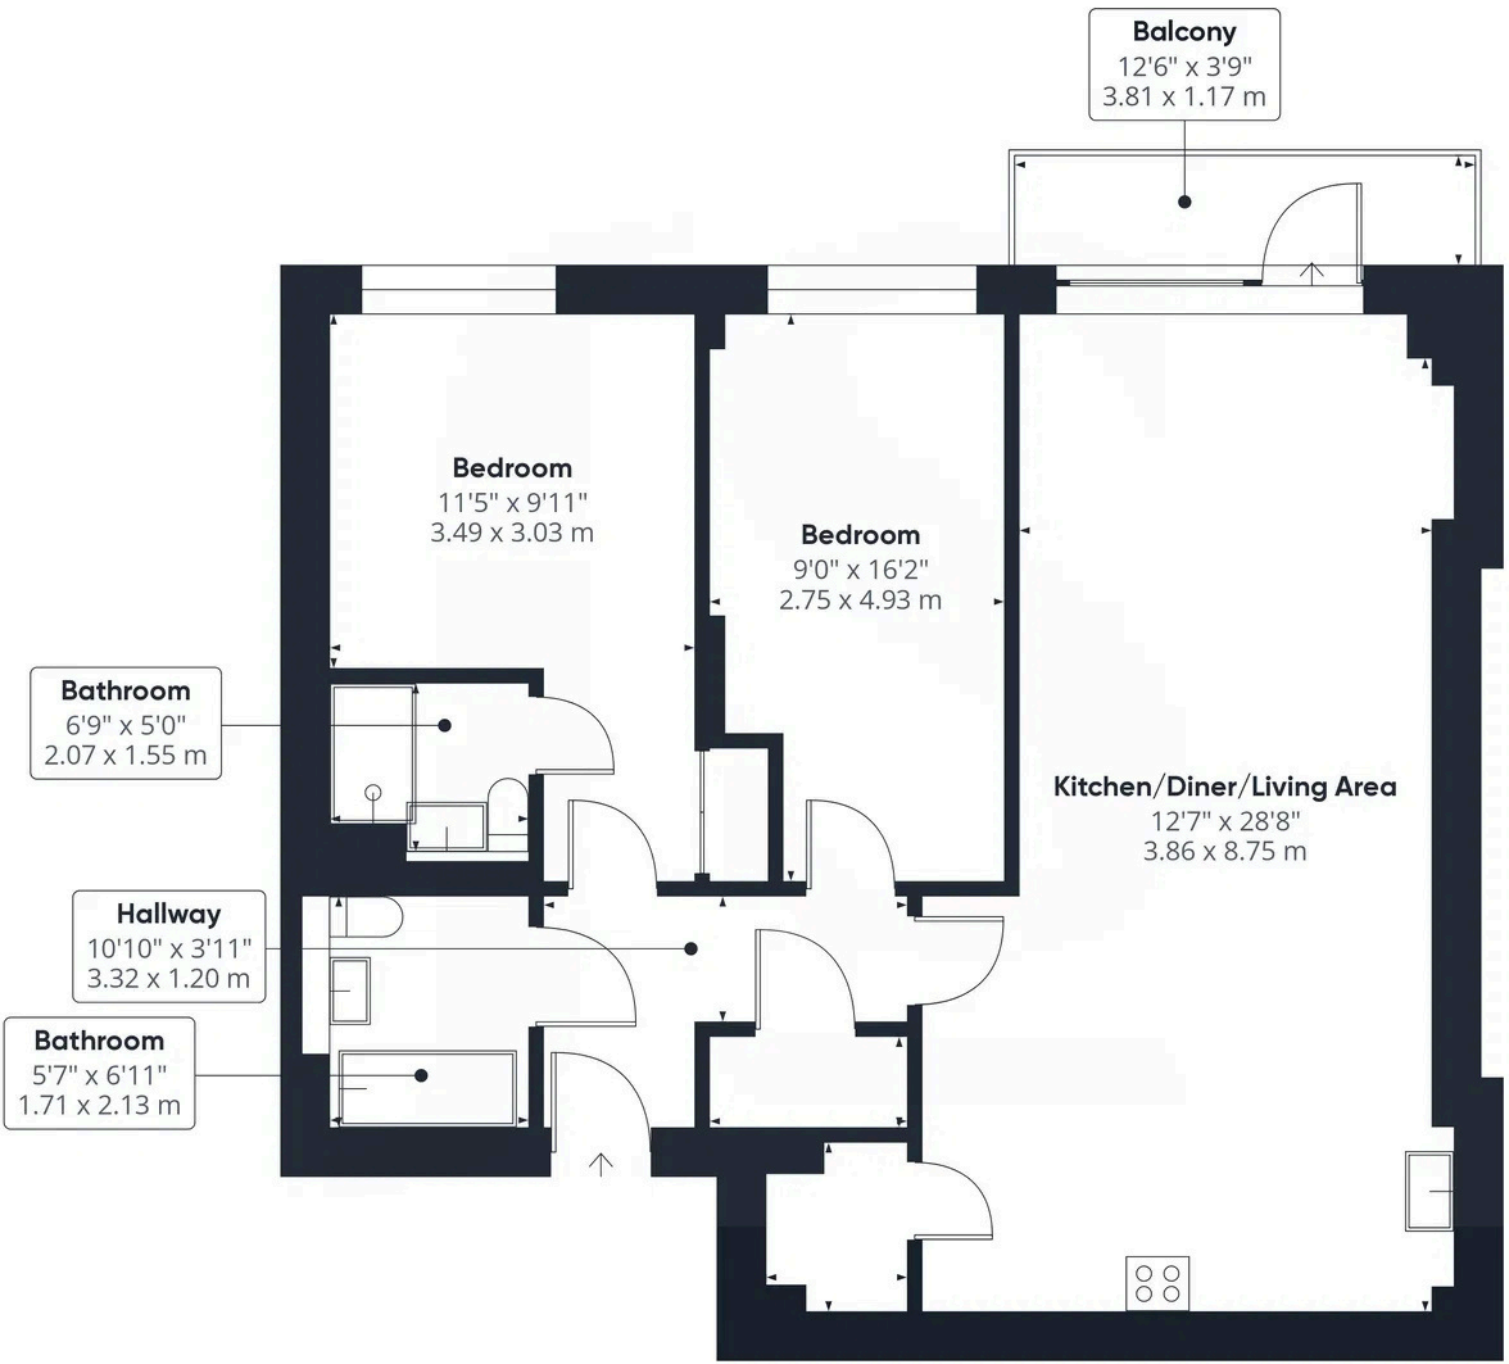 Balcony
12'6" x 3'9"
3.81 x 1.17 m
Bedroom
11'5" x 9'11"
3.49 x 3.03 m
Bedroom
9'0" x 16'2"
2.75 x 4.93 m
Bathroom
6'9" x 5'0"
2.07 x 1.55 m
Kitchen/Diner/Living Area
12'7" x 28'8"
3.86 x 8.75 m
Hallway
10'10" x 3'11"
3.32 x 1.20 m
Bathroom
5'7" x 6'11"
1.71 x 2.13 m